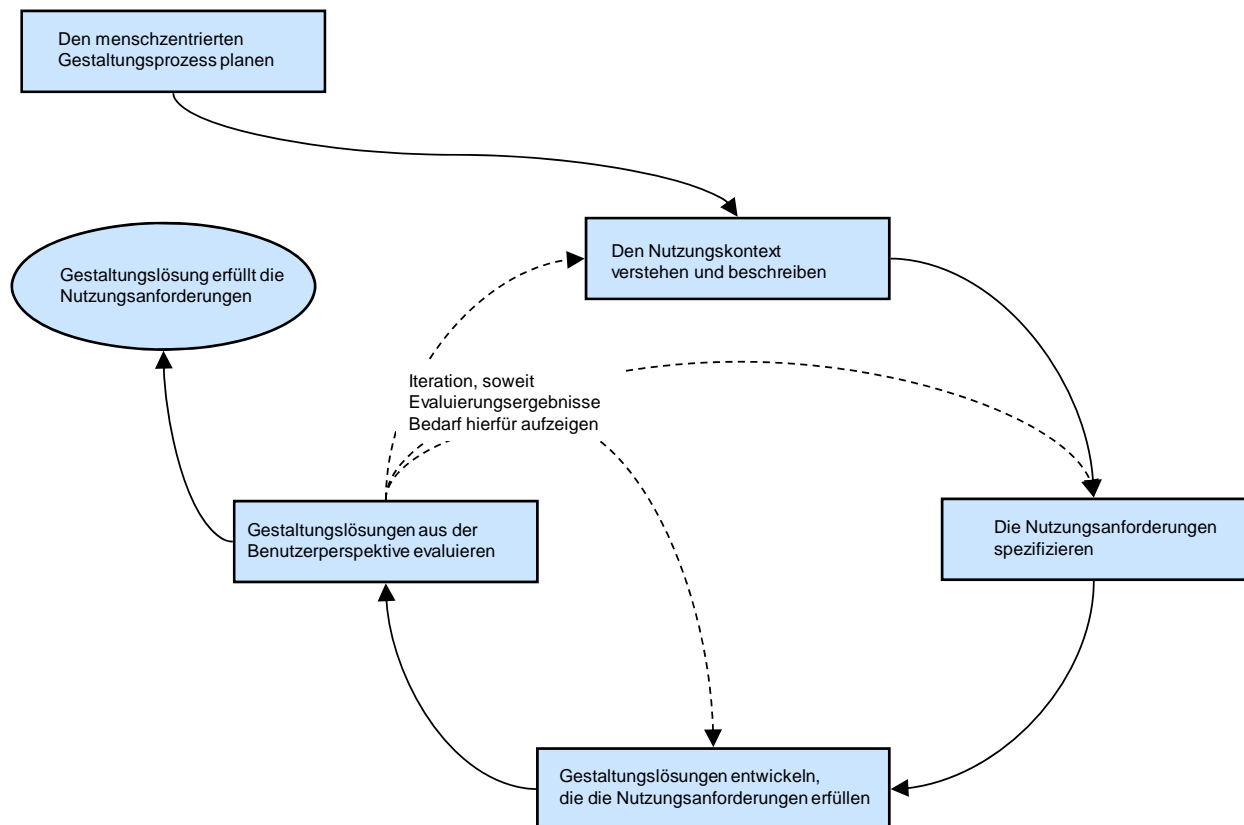 Den menschzentrierten
Gestaltungsprozess planen
Den Nutzungskontext
verstehen und beschreiben
Gestaltungslösung erfüllt die
Nutzungsanforderungen
Iteration, soweit
Evaluierungsergebnisse
Bedarf hierfür aufzeigen
Gestaltungslösungen aus der
Benutzerperspektive evaluieren
Die Nutzungsanforderungen
spezifizieren
Gestaltungslösungen entwickeln,
die die Nutzungsanforderungen erfüllen